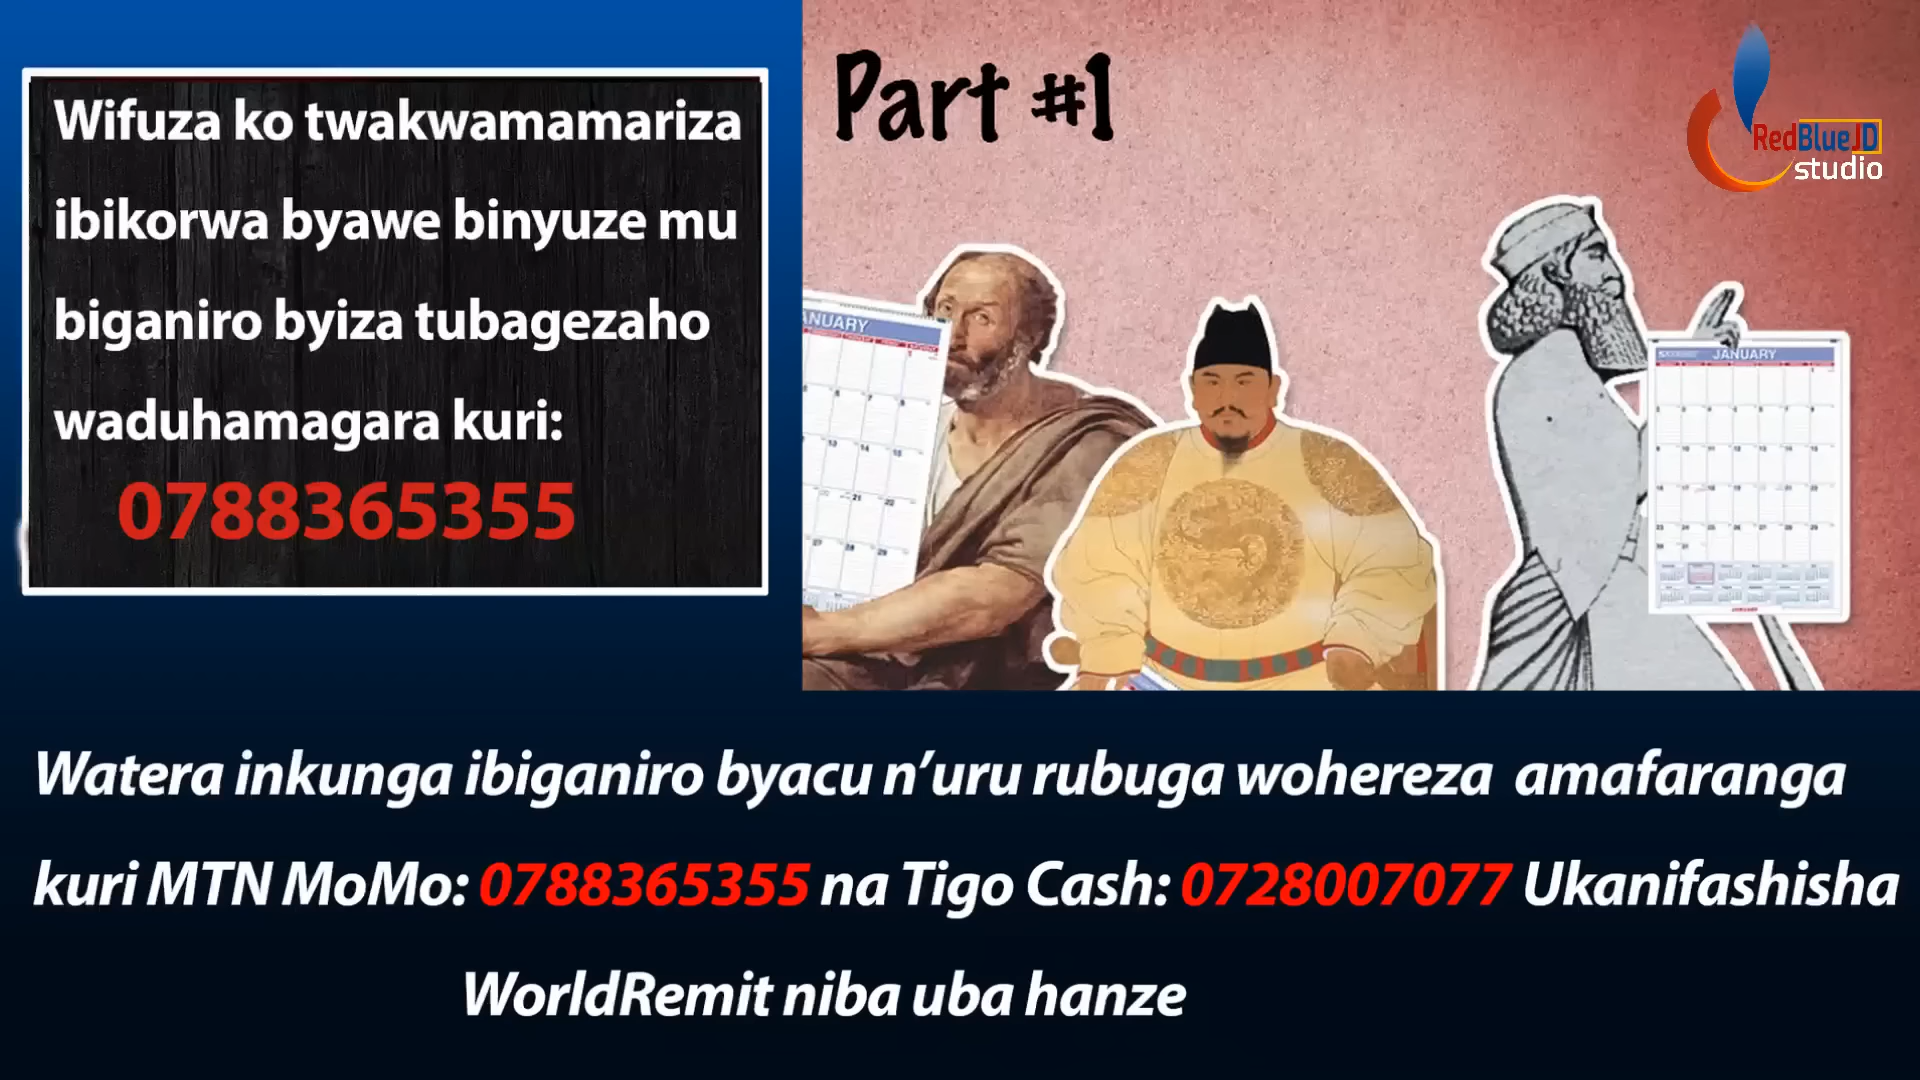 Wifuza ko twakwamamariza
ibikorwa byawe binyuze mu
biganiro byiza tubagezaho
waduhamagara kuri:
0788365355
Part #1
RedBlueJD
studio
ANUARY
JANUARY
Watera inkunga ibiganiro byacu n’uru rubuga wohereza amafaranga
kuri MTN MoMo: 0788365355 na Tigo Cash: 0728007077 Ukanifashisha
WorldRemit niba uba hanze